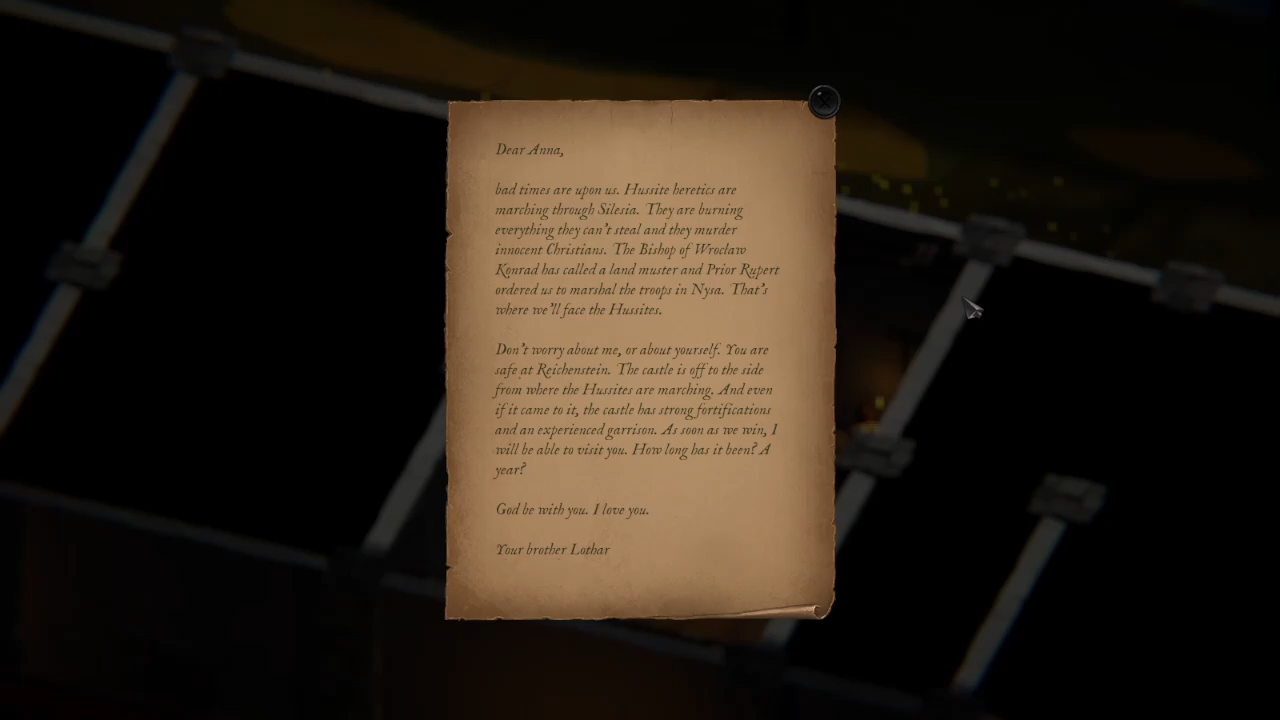 Dear Anna,
bad times are upon us. Hussite heretics are
marching through Silesia. They are burning
everything they can't steal and they murder
innocent Christians. The Bishop of Wrocław
Konrad has called a land muster and Prior Rupert
ordered us to marshal the troops in Nysa. That's
where we'll face the Hussites.
Don't worry about me, or about yourself. You are
safe at Reichenstein. The castle is off to the side
from where the Hussites are marching. And even
if it came to it, the castle has strong fortifications
and an experienced garrison. As soon as we win, I
will be able to visit you. How long has it been? A
year?
God be with you. I love you.
Your brother Lothar